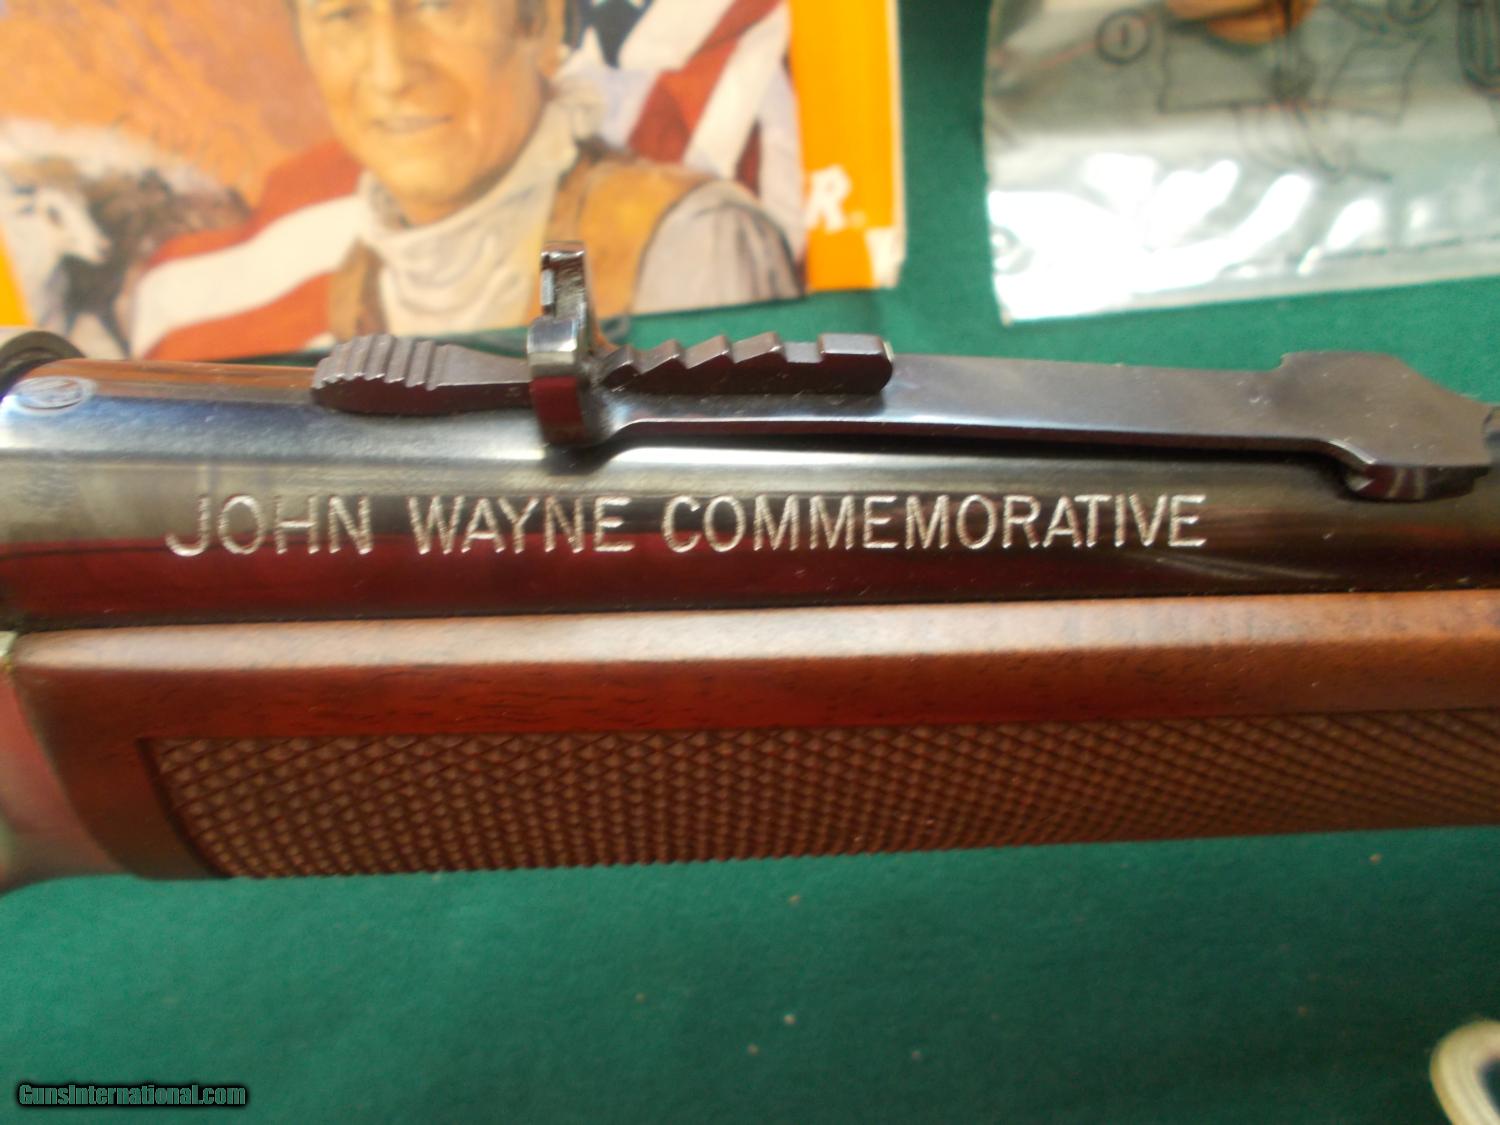 R.
JOHN WAYNE COMMEMORATIVE
GunsInternational.com